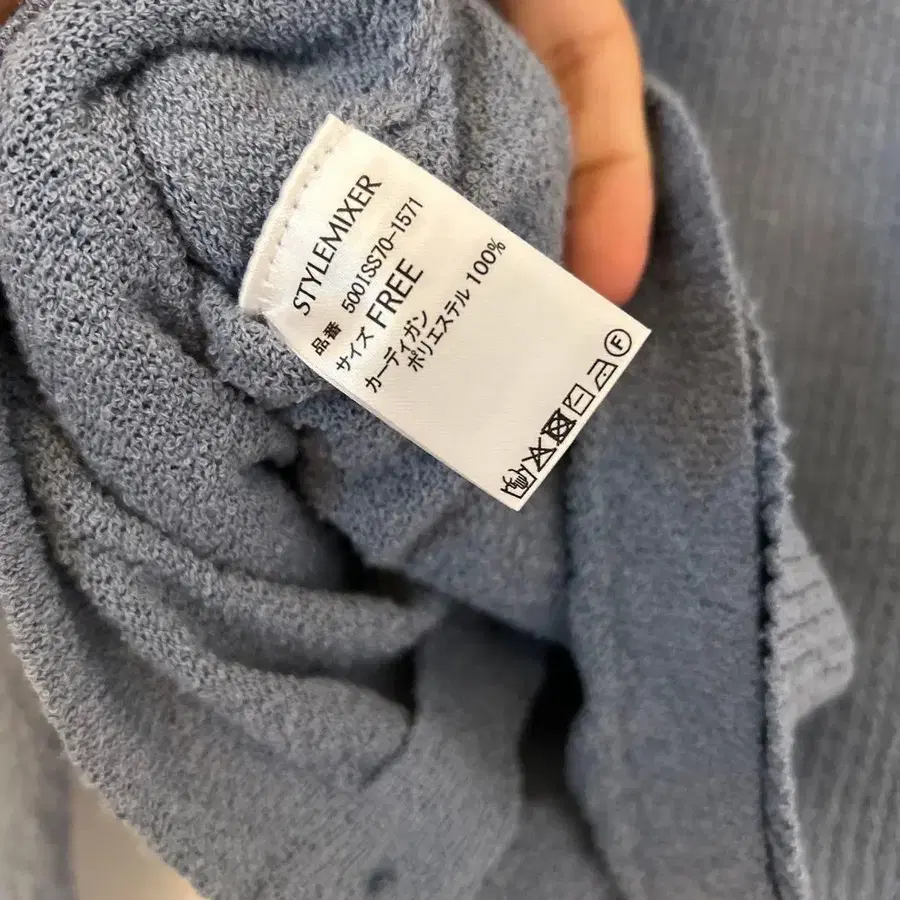 STYLEMIXER
品番 5001SS70-1571
サイズ FREE
カーディガン
ポリエステル 100%
F